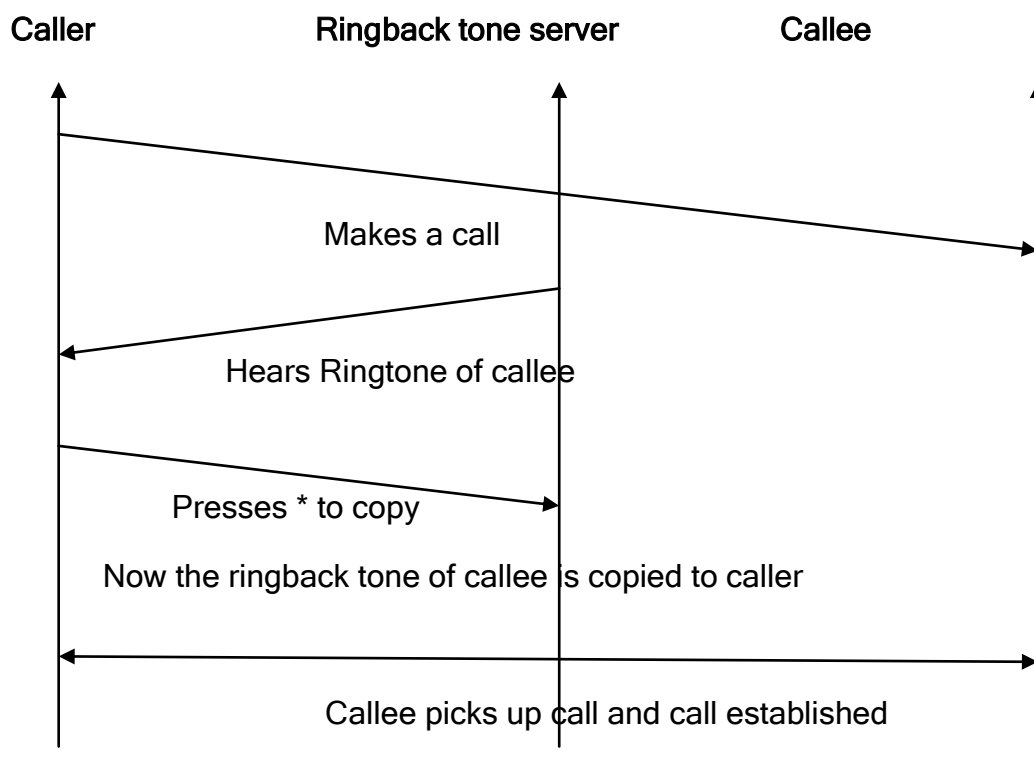 Caller Ringback tone server Callee
Makes a call
Hears Ringtone of callee
Presses * to copy
Now the ringback tone of callee is copied to caller
Callee picks up call and call established